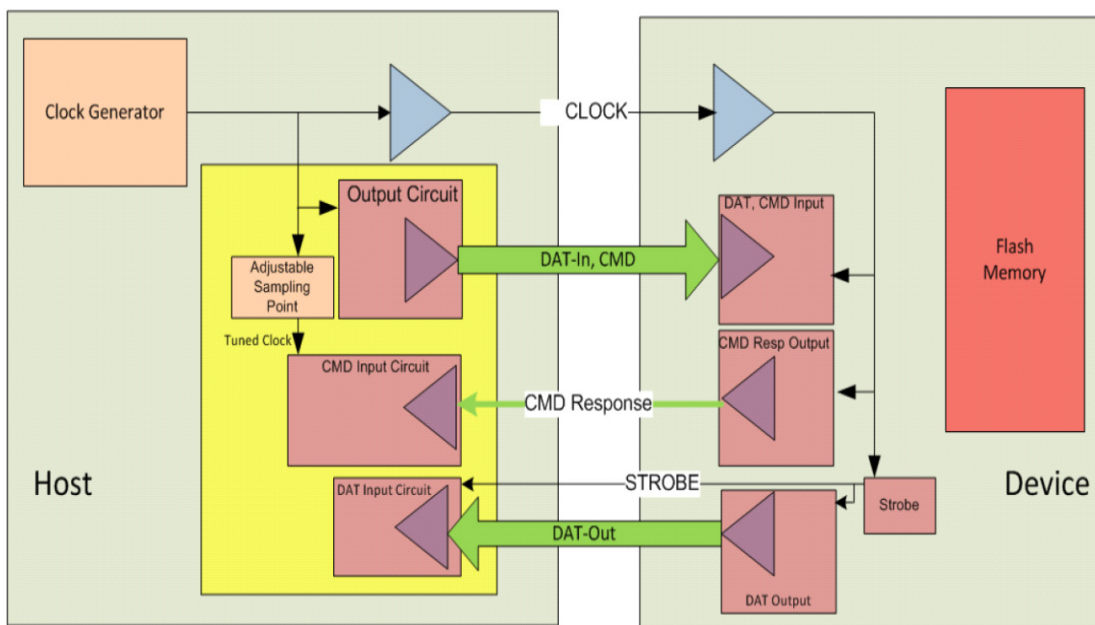 Clock Generator
CLOCK
Output Circuit
DAT, CMD Input
DAT-In, CMD
Adjustable
Sampling
Point
Flash
Memory
Tuned Clock
CMD Input Circuit
CMD Resp Output
CMD Response
Host
DAT Input Circuit
STROBE
Strobe
Device
DAT-Out
DAT Output